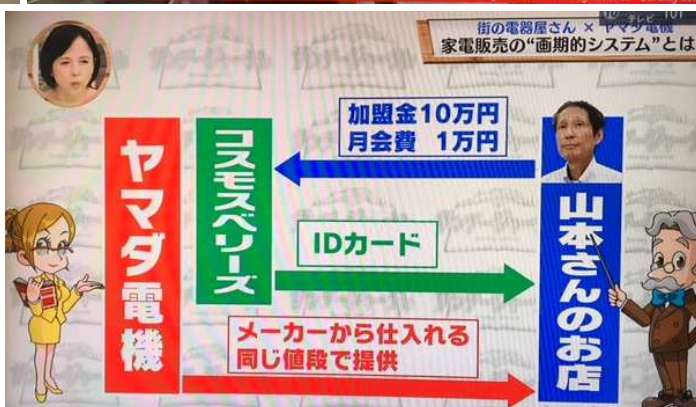 テレビ 101
街の電器屋さん × ヤマダ電機
家電販売の“画期的システム”とは
加盟金10万円
月会費 1万円
ヤマダ電機
コスモスベリーズ
IDカード
山本さんのお店
メーカーから仕入れる
同じ値段で提供